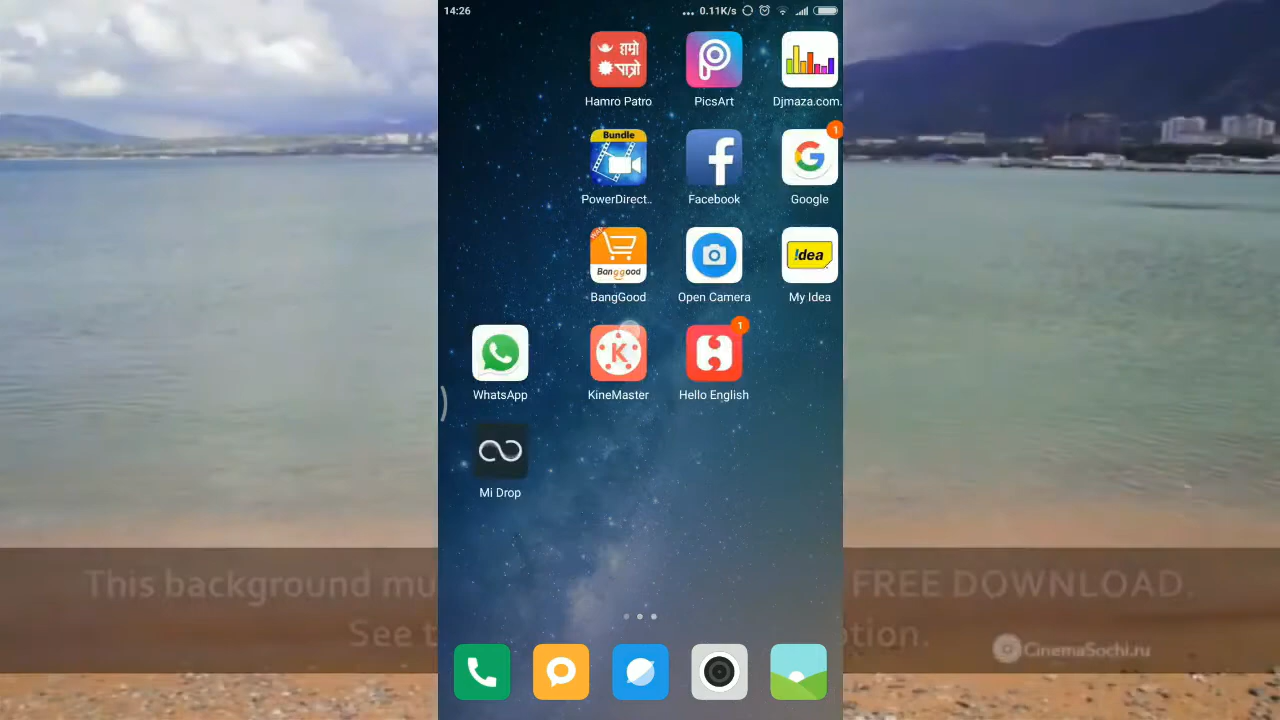 14:26
... 0.11K/s
हाम्रो
पात्रो
Hamro Patro
PicsArt
Djmaza.com.
Bundle
1
PowerDirect..
Facebook
Google
Banggood
!dea
BangGood
Open Camera
My Idea
K
1
WhatsApp
KineMaster
Hello English
Mi Drop
This background mu
FREE DOWNLOAD.
See t
ption.
CinemaSochi.ru